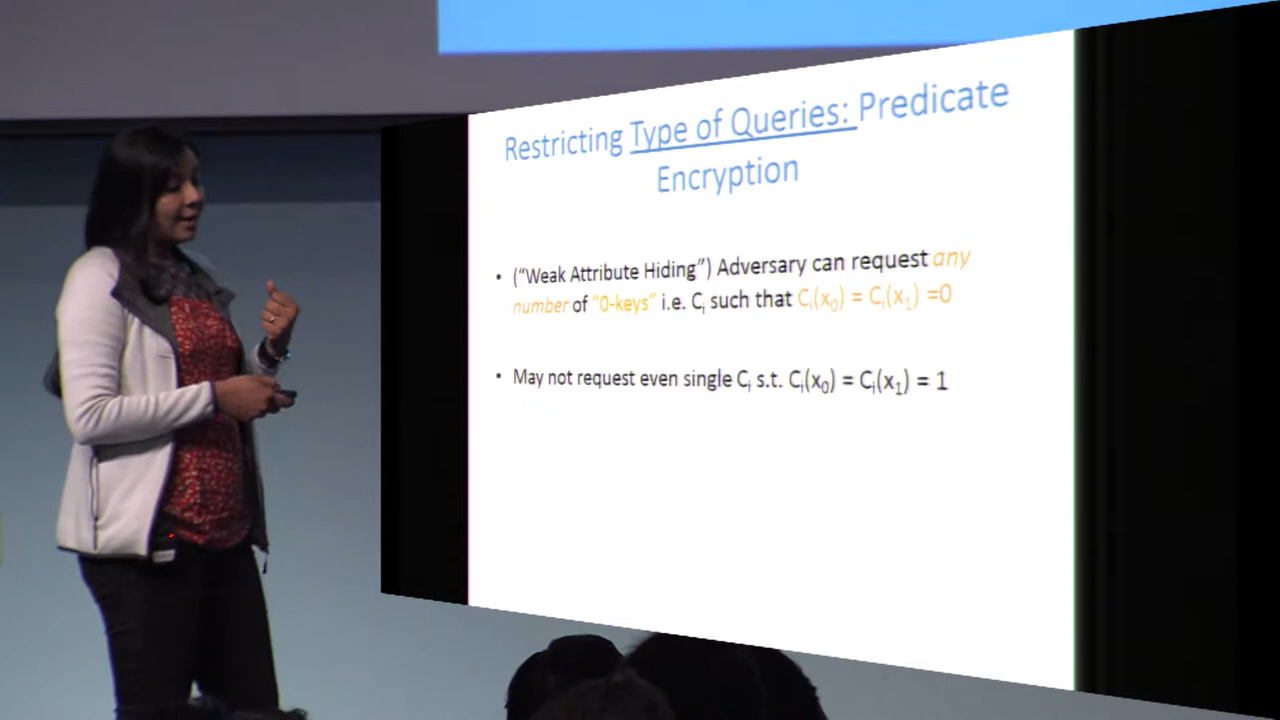 Restricting Type of Queries: Predicate
Encryption
• (“Weak Attribute Hiding”) Adversary can request any
number of “0-keys” i.e. Cᵢ such that Cᵢ(x₀) = Cᵢ(x₁) =0
• May not request even single Cᵢ s.t. Cᵢ(x₀) = Cᵢ(x₁) = 1